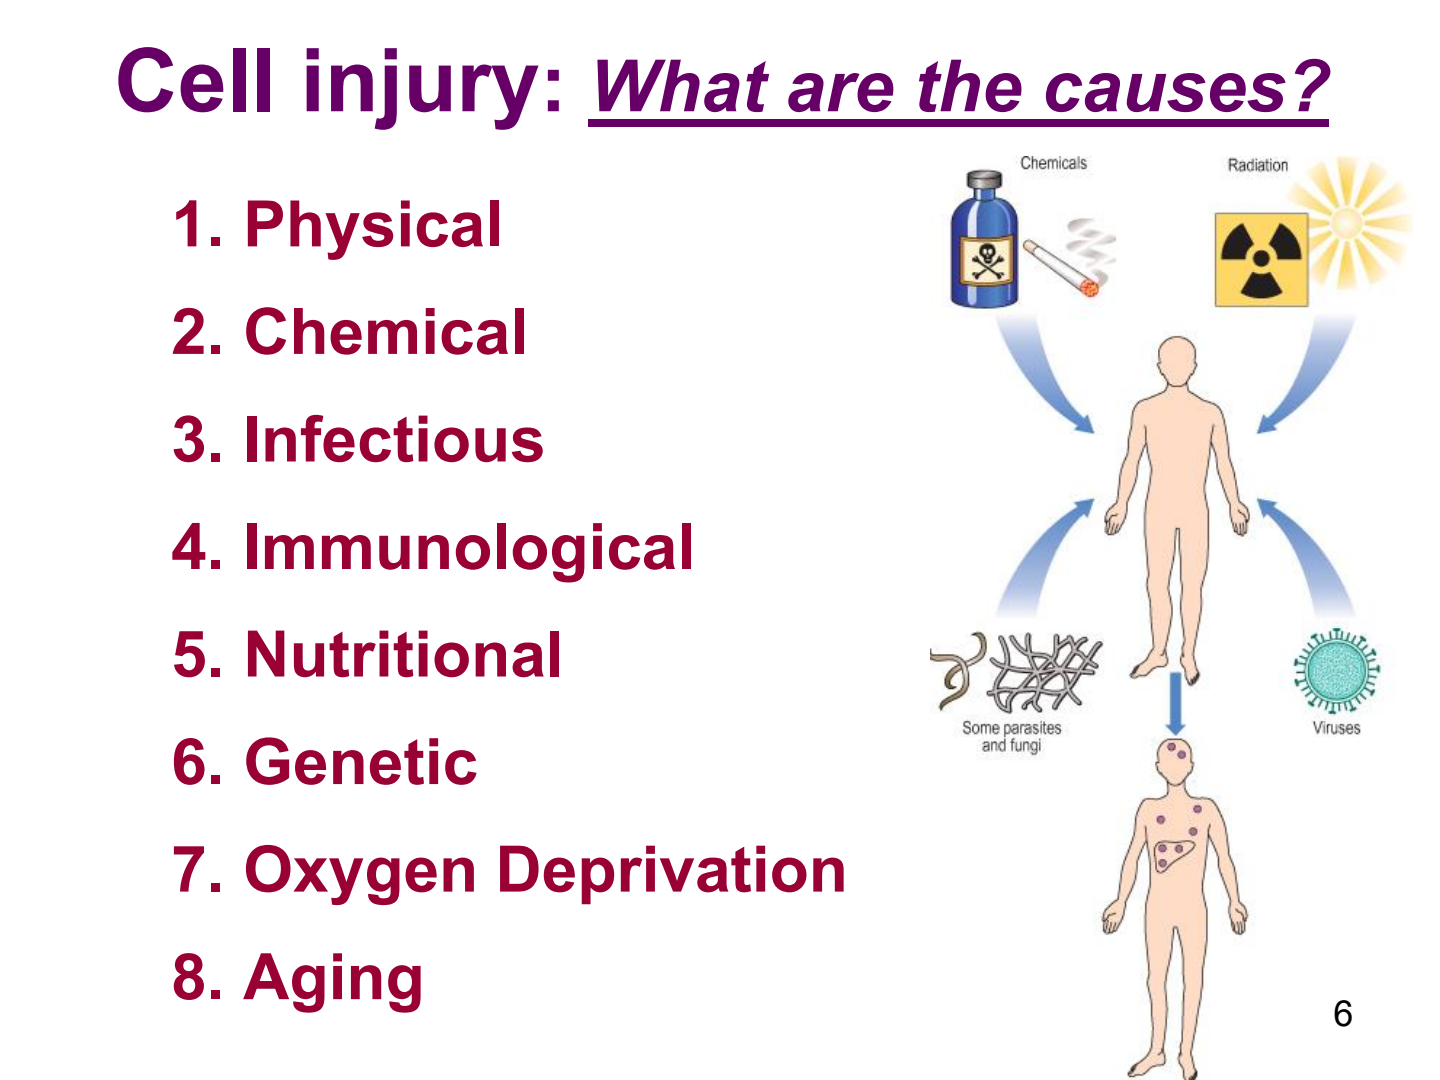 Cell injury: What are the causes?
1. Physical
2. Chemical
3. Infectious
4. Immunological
5. Nutritional
6. Genetic
7. Oxygen Deprivation
8. Aging
Chemicals
Radiation
Some parasites
and fungi
Viruses
6